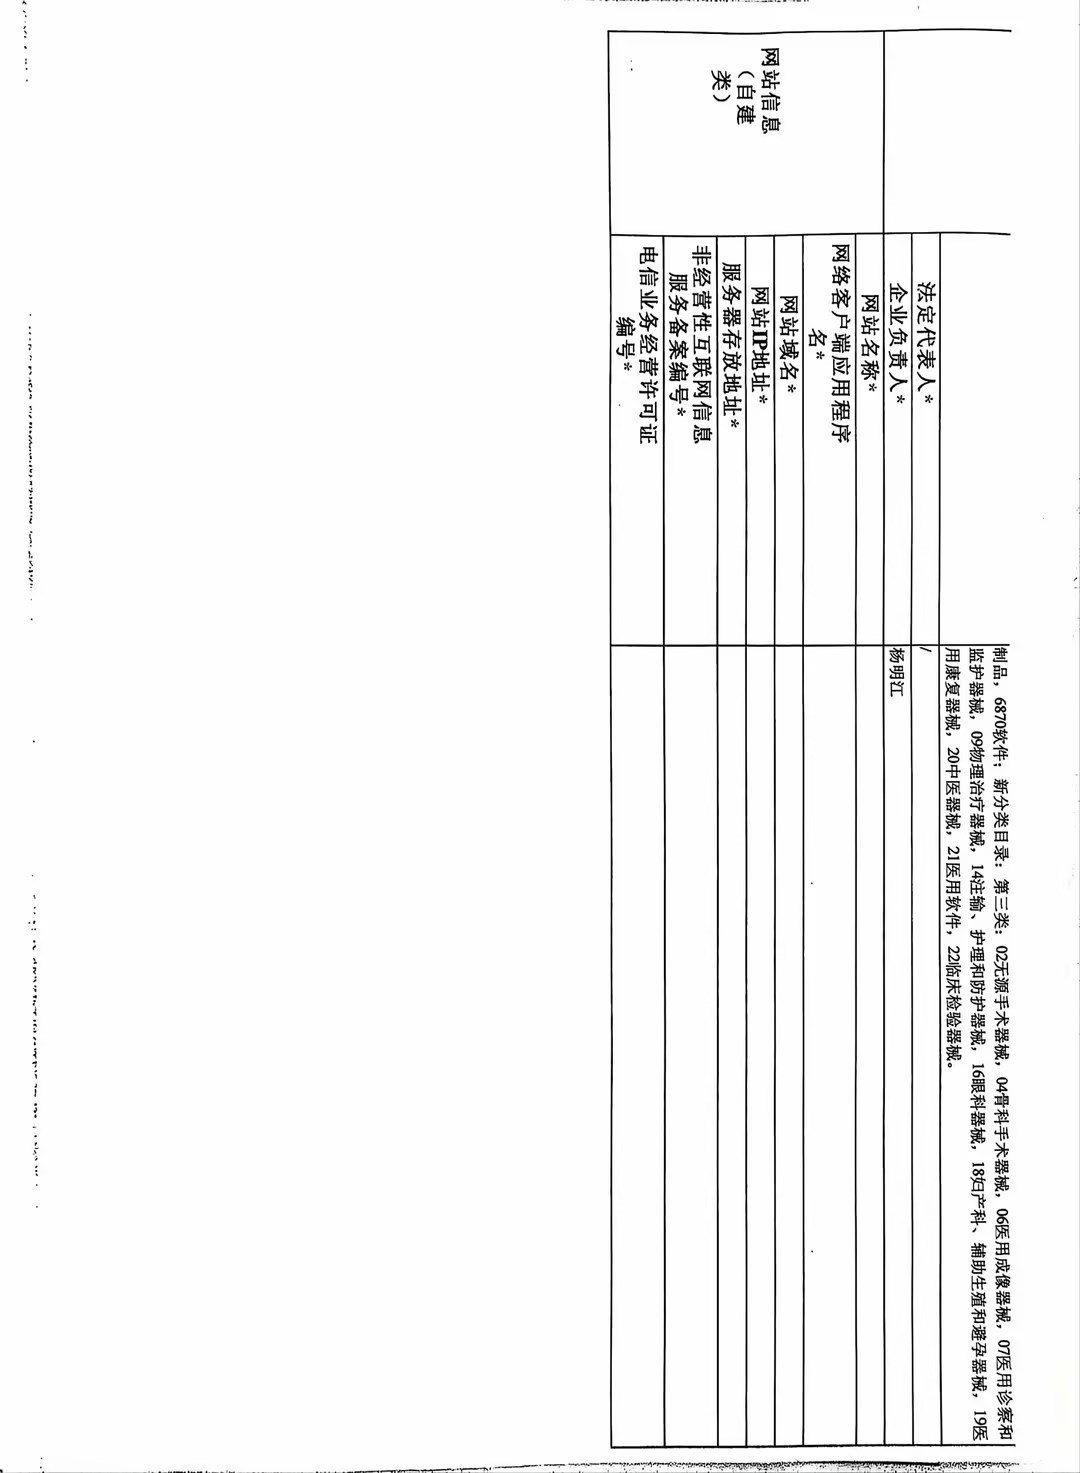 制品，6870软件；新分类目录：第三类：02无源手术器械，04骨科手术器械，06医用成像器械，07医用诊察和
监护器械，09物理治疗器械，14注输、护理和防护器械，16眼科器械，18妇产科、辅助生殖和避孕器械，19医
用康复器械，20中医器械，21医用软件，22临床检验器械。
法定代表人*
/
企业负责人*
杨明江
网站信息
（自建
类）
网站名称*
网络客户端应用程序
名*
网站域名*
网站IP地址*
服务器存放地址*
非经营性互联网信息
服务备案编号*
电信业务经营许可证
编号*